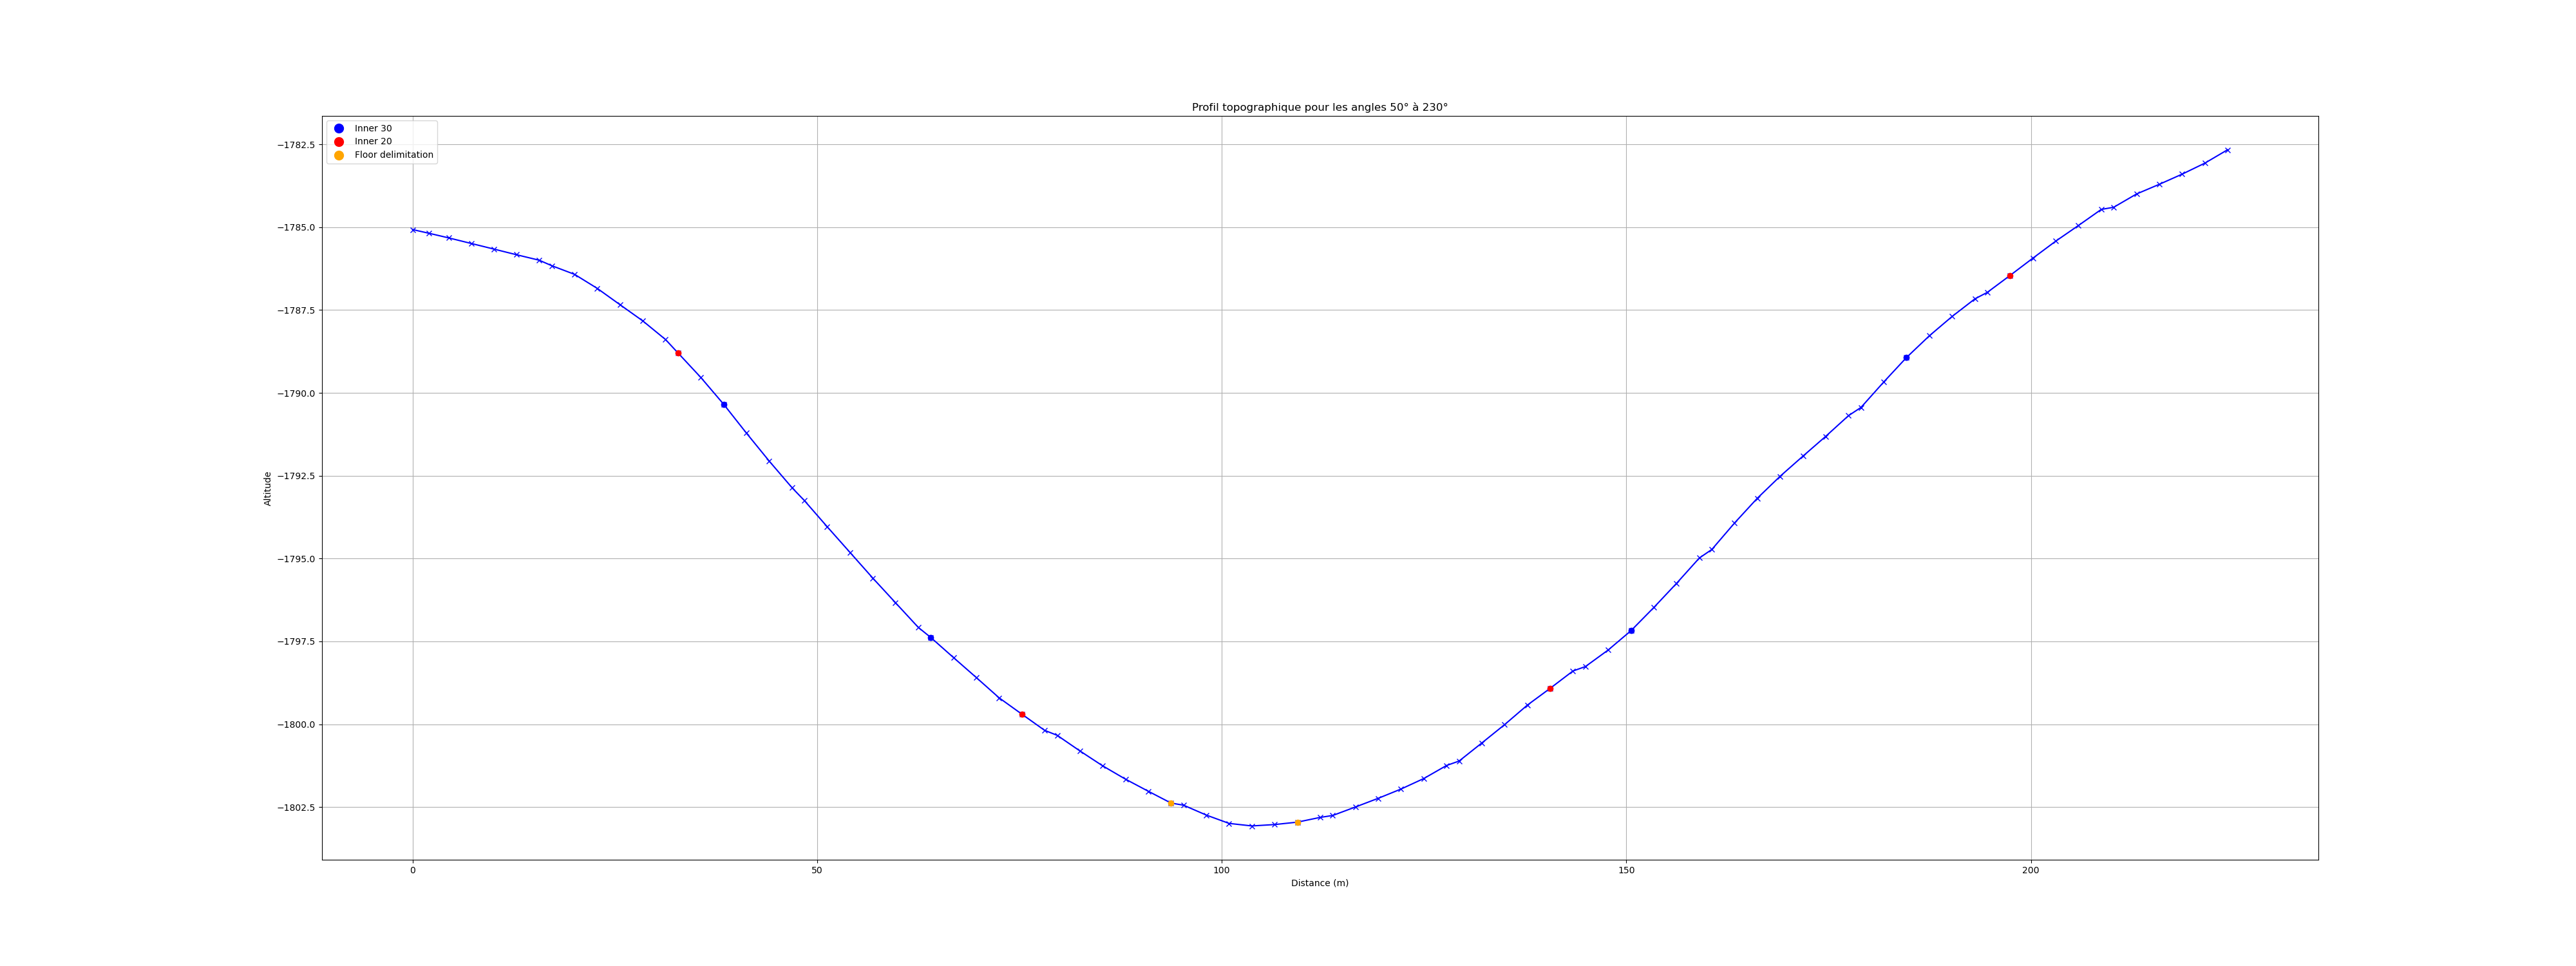 Profil topographique pour les angles 50° à 230°
Inner 30
Inner 20
Floor delimitation
−1782.5
−1785.0
−1787.5
−1790.0
−1792.5
−1795.0
−1797.5
−1800.0
−1802.5
Altitude
0 50 100 150 200
Distance (m)